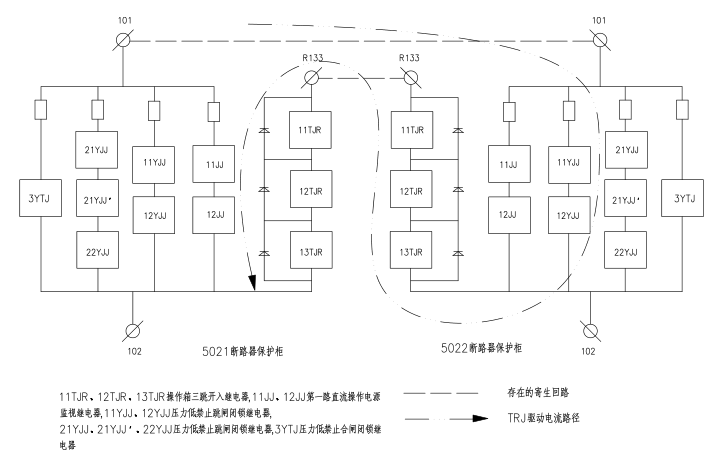 101
101
R133
R133
21YJJ
11YJJ
11JJ
11TJR
11TJR
11JJ
11YJJ
21YJJ
3YTJ
21YJJ'
12YJJ
12JJ
12TJR
12TJR
12JJ
12YJJ
21YJJ'
3YTJ
22YJJ
13TJR
13TJR
22YJJ
102
5021断路器保护柜
5022断路器保护柜
102
11TJR、12TJR、13TJR操作箱三跳开入继电器,11JJ、12JJ第一路直流操作电源
监视继电器,11YJJ、12YJJ压力低禁止跳闸闭锁继电器,
21YJJ、21YJJ'、22YJJ压力低禁止跳闸闭锁继电器,3YTJ压力低禁止合闸闭锁继
电器
存在的寄生回路
TRJ驱动电流路径